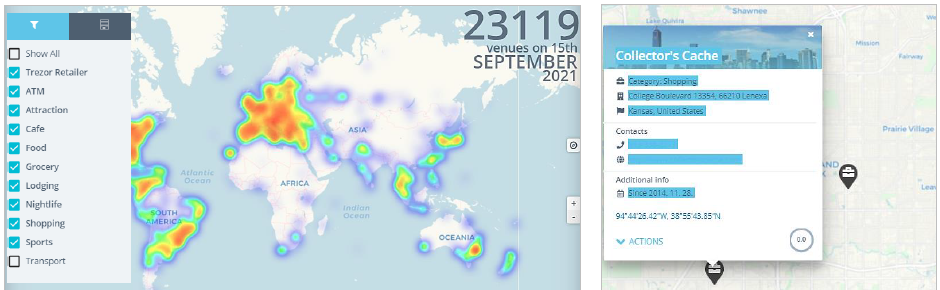 Show All
Trezor Retailer
ATM
Attraction
Cafe
Food
Grocery
Lodging
Nightlife
Shopping
Sports
Transport
23119
venues on 15th
SEPTEMBER
2021
ASIA
Atlantic
Ocean
AFRICA
SOUTH
AMERICA
Indian
Ocean
OCEANIA
+
-
Lake Quivira
Shawnee
Mission
Fairway
Prairie Village
Collector's Cache
Category: Shopping
College Boulevard 13354, 66210 Lenexa
Kansas, United States
Contacts
Additional info
Since 2014. 11. 28.
94°44'26.42"W, 38°55'43.85"N
ACTIONS
0.0